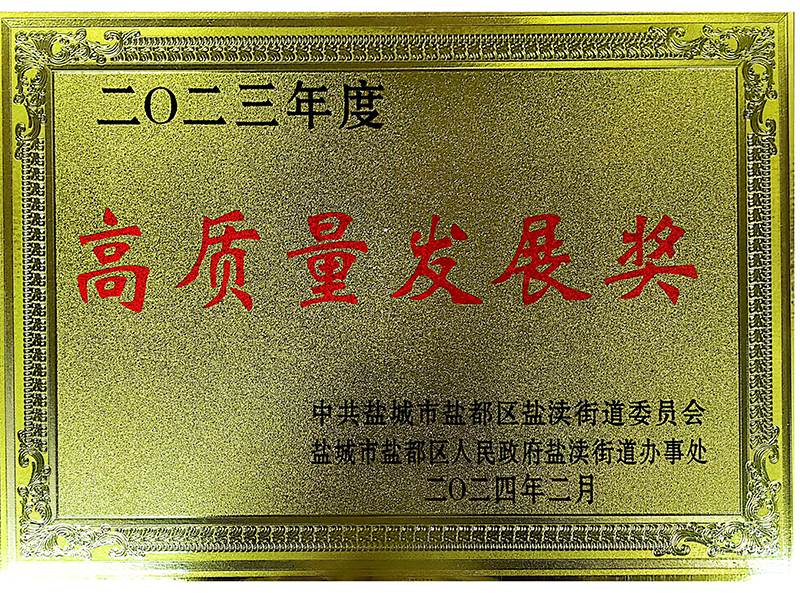 二〇二三年度
高质量发展奖
中共盐城市盐都区盐渎街道委员会
盐城市盐都区人民政府盐渎街道办事处
二〇二四年二月